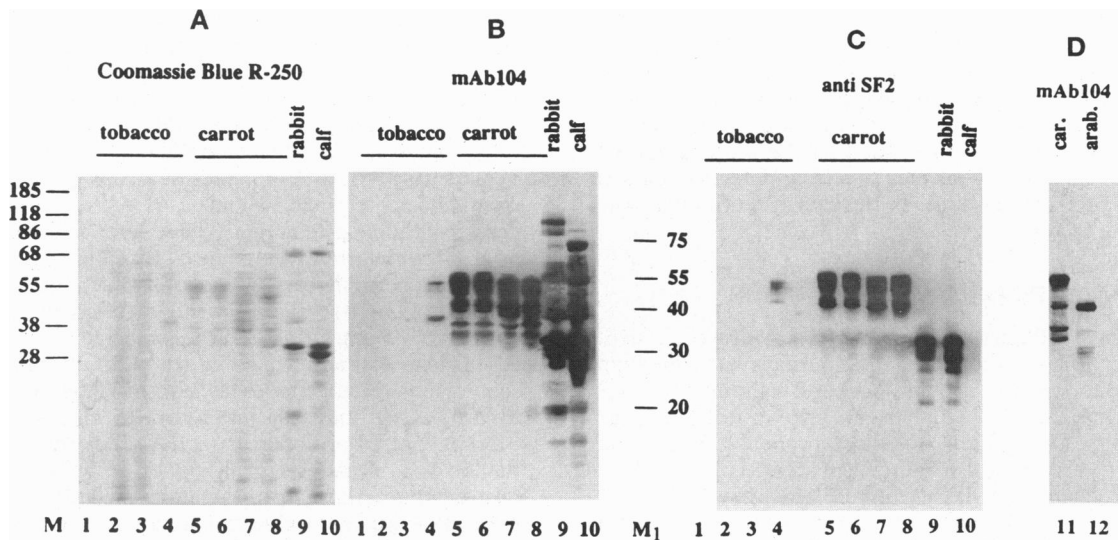 A
Coomassie Blue R-250
tobacco carrot rabbit calf
185
118
86
68
55
38
28
M 1 2 3 4 5 6 7 8 9 10
B
mAb104
tobacco carrot rabbit calf
1 2 3 4 5 6 7 8 9 10
C
anti SF2
tobacco carrot rabbit calf
75
55
40
30
20
M1 1 2 3 4 5 6 7 8 9 10
D
mAb104
car. arab.
11 12